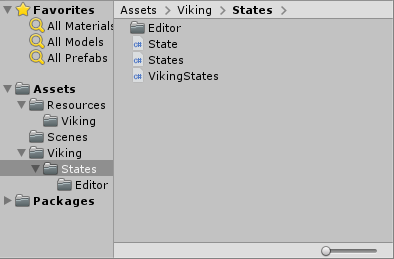 Favorites
All Materials
All Models
All Prefabs
Assets
Resources
Viking
Scenes
Viking
States
Editor
Packages
Assets > Viking > States >
Editor
C# State
C# States
C# VikingStates